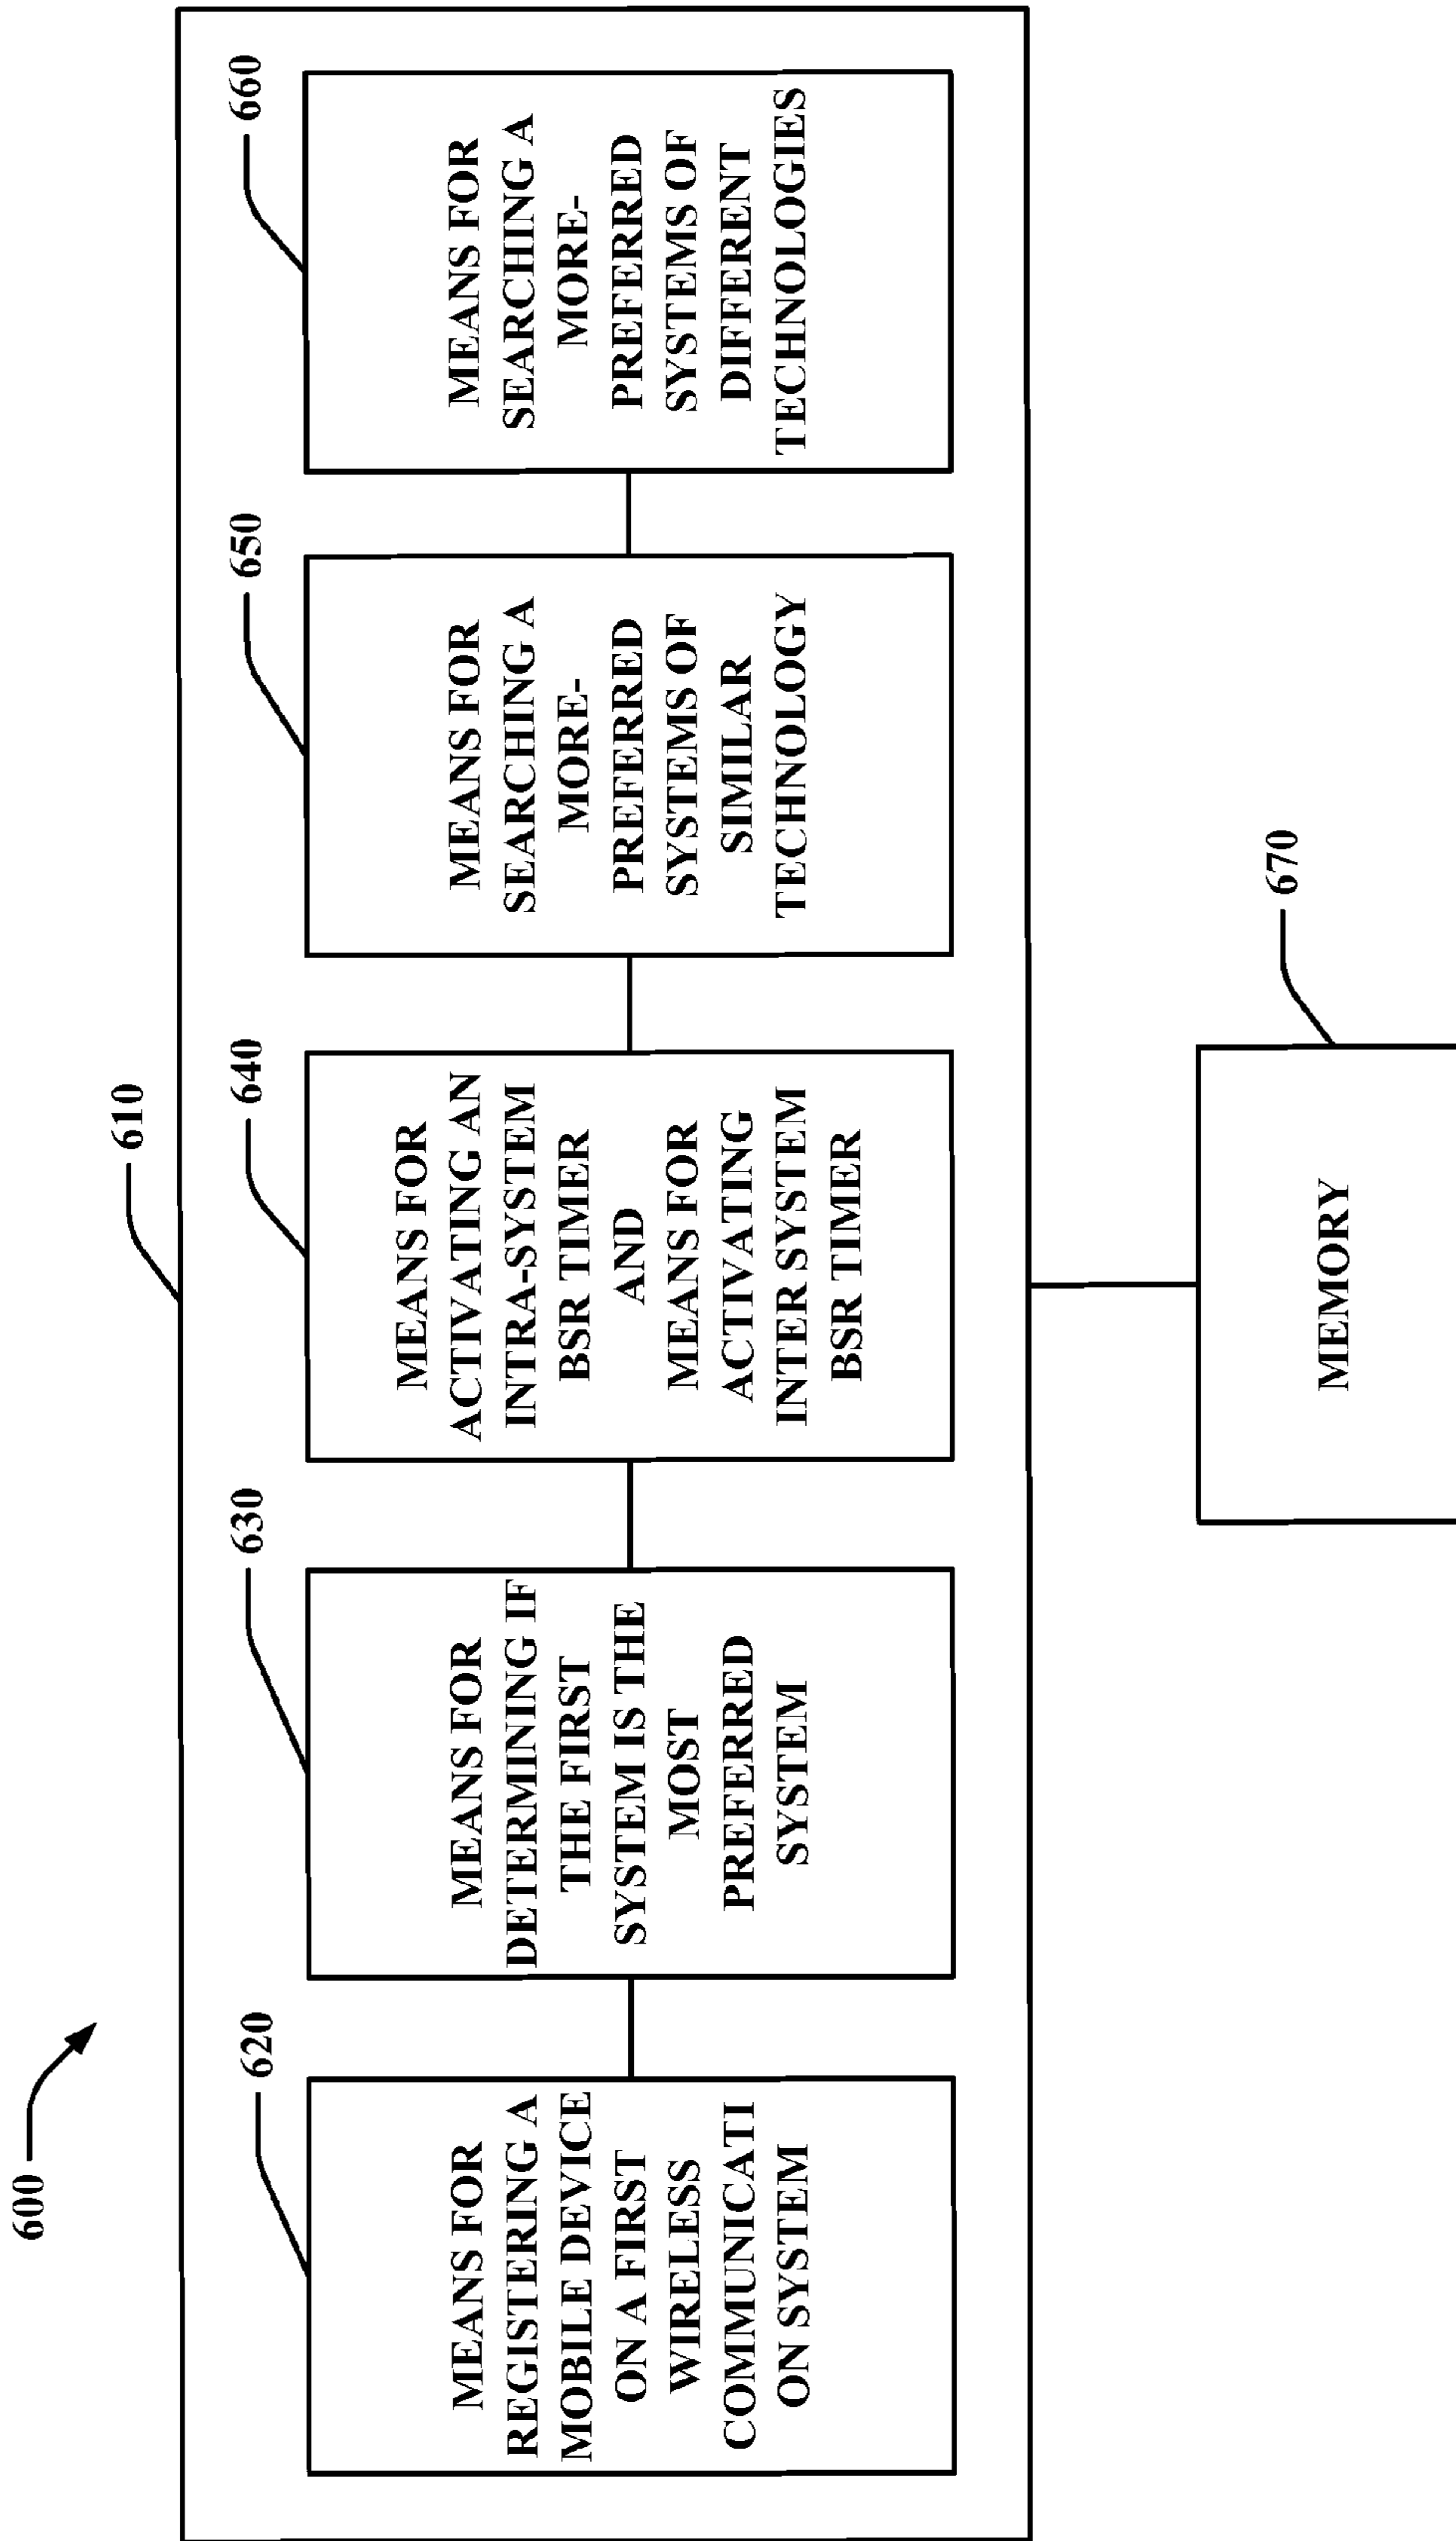 600
610
620
MEANS FOR
REGISTERING A
MOBILE DEVICE
ON A FIRST
WIRELESS
COMMUNICATI
ON SYSTEM
630
MEANS FOR
DETERMINING IF
THE FIRST
SYSTEM IS THE
MOST
PREFERRED
SYSTEM
640
MEANS FOR
ACTIVATING AN
INTRA-SYSTEM
BSR TIMER
AND
MEANS FOR
ACTIVATING
INTER SYSTEM
BSR TIMER
650
MEANS FOR
SEARCHING A
MORE-
PREFERRED
SYSTEMS OF
SIMILAR
TECHNOLOGY
660
MEANS FOR
SEARCHING A
MORE-
PREFERRED
SYSTEMS OF
DIFFERENT
TECHNOLOGIES
670
MEMORY